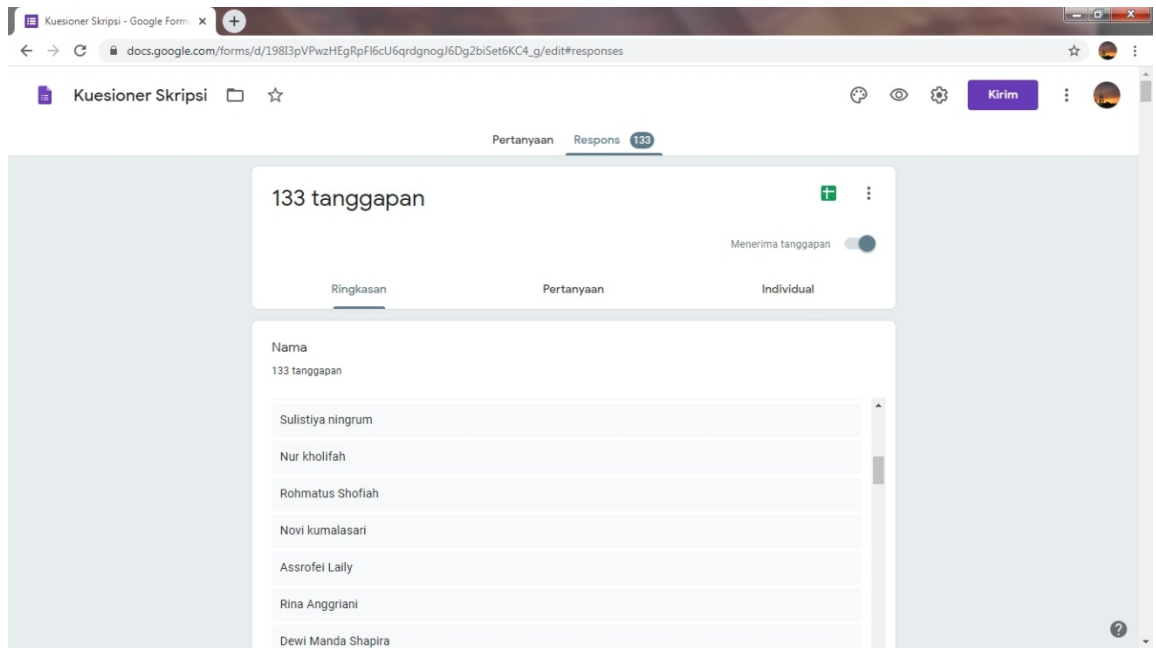 Kuesioner Skripsi - Google Form
docs.google.com/forms/d/198I3pVPwzHEgRpFI6cU6qrdgnogJ6Dg2biSet6KC4_g/edit#responses
Kuesioner Skripsi
Kirim
Pertanyaan Respons 133
133 tanggapan
Menerima tanggapan
Ringkasan Pertanyaan Individual
Nama
133 tanggapan
Sulistiya ningrum
Nur kholifah
Rohmatus Shofiah
Novi kumalasari
Assrofei Laily
Rina Anggriani
Dewi Manda Shapira